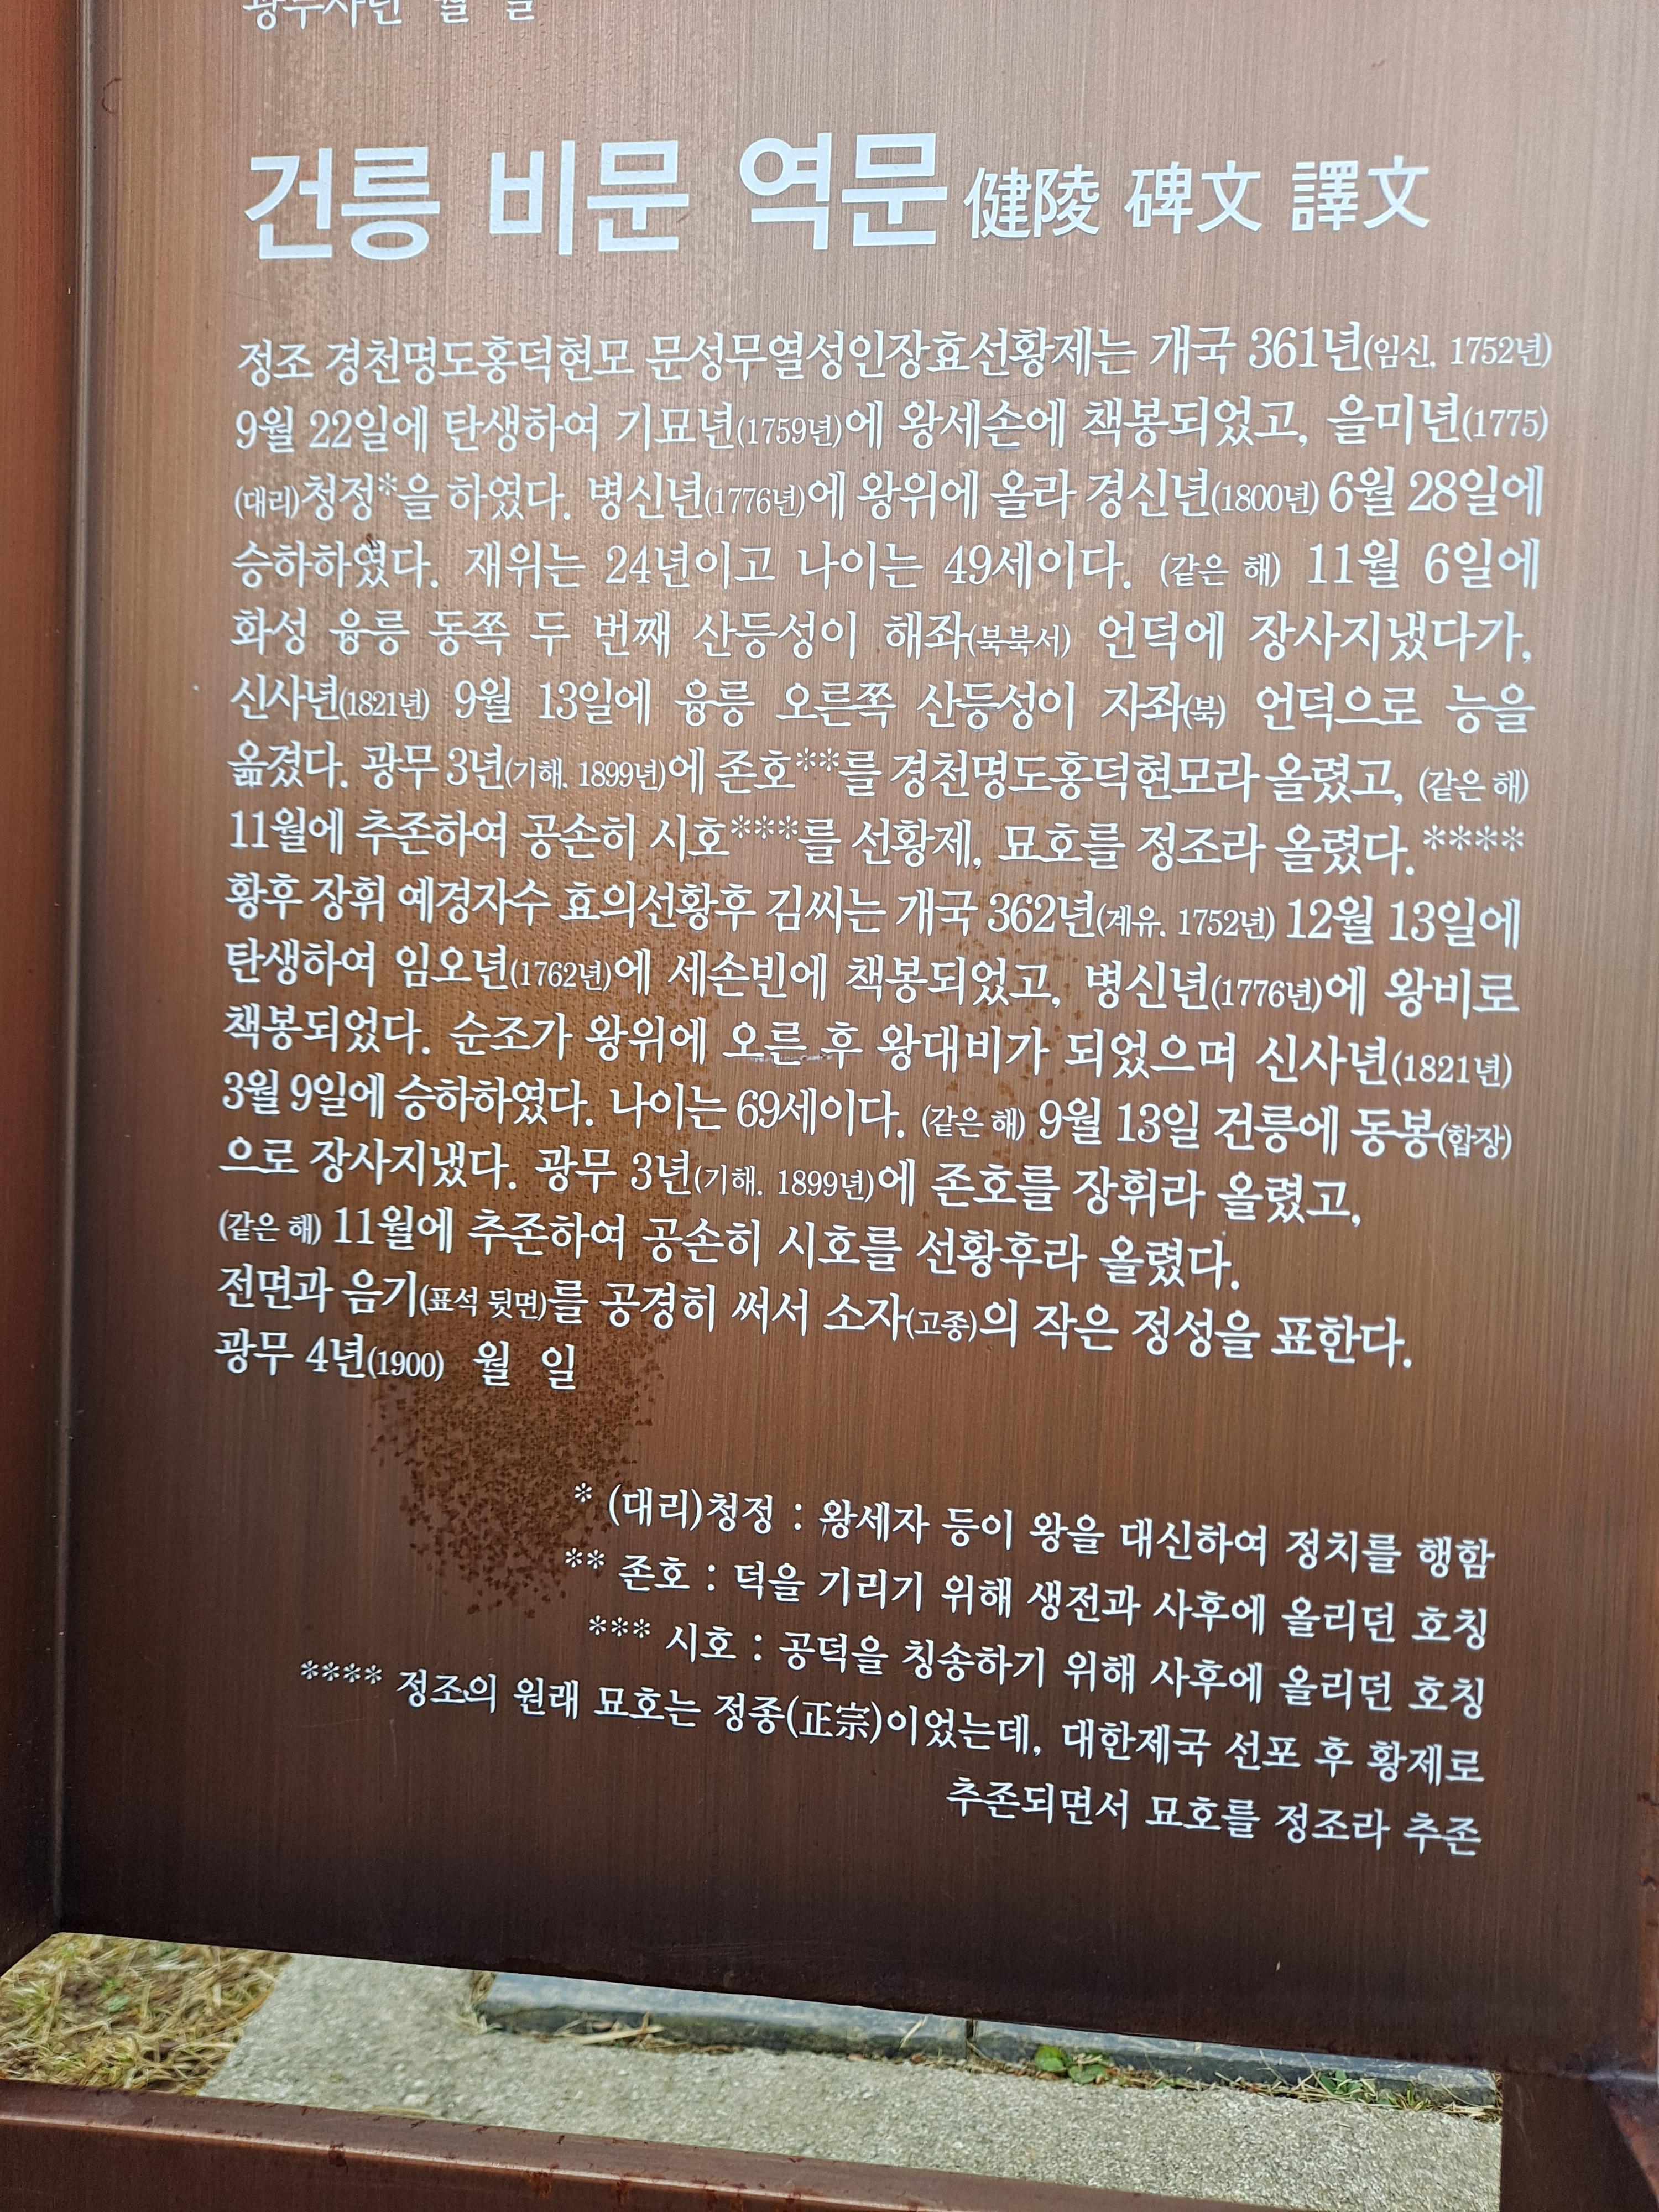 광무사년 월 일
건릉 비문 역문 健陵 碑文 譯文
정조 경천명도홍덕현모 문성무열성인장효선황제는 개국 361년(임신. 1752년)
9월 22일에 탄생하여 기묘년(1759년)에 왕세손에 책봉되었고, 을미년(1775)
(대리)청정*을 하였다. 병신년(1776년)에 왕위에 올라 경신년(1800년) 6월 28일에
승하하였다. 재위는 24년이고 나이는 49세이다. (같은 해) 11월 6일에
화성 융릉 동쪽 두 번째 산등성이 해좌(북북서) 언덕에 장사지냈다가,
신사년(1821년) 9월 13일에 융릉 오른쪽 산등성이 자좌(북) 언덕으로 능을
옮겼다. 광무 3년(기해. 1899년)에 존호**를 경천명도홍덕현모라 올렸고, (같은 해)
11월에 추존하여 공손히 시호***를 선황제, 묘호를 정조라 올렸다.****
황후 장휘 예경자수 효의선황후 김씨는 개국 362년(계유. 1752년) 12월 13일에
탄생하여 임오년(1762년)에 세손빈에 책봉되었고, 병신년(1776년)에 왕비로
책봉되었다. 순조가 왕위에 오른 후 왕대비가 되었으며 신사년(1821년)
3월 9일에 승하하였다. 나이는 69세이다. (같은 해) 9월 13일 건릉에 동봉(합장)
으로 장사지냈다. 광무 3년(기해. 1899년)에 존호를 장휘라 올렸고,
(같은 해) 11월에 추존하여 공손히 시호를 선황후라 올렸다.
전면과 음기(표석 뒷면)를 공경히 써서 소자(고종)의 작은 정성을 표한다.
광무 4년(1900) 월 일
* (대리)청정 : 왕세자 등이 왕을 대신하여 정치를 행함
** 존호 : 덕을 기리기 위해 생전과 사후에 올리던 호칭
*** 시호 : 공덕을 칭송하기 위해 사후에 올리던 호칭
**** 정조의 원래 묘호는 정종(正宗)이었는데, 대한제국 선포 후 황제로
추존되면서 묘호를 정조라 추존